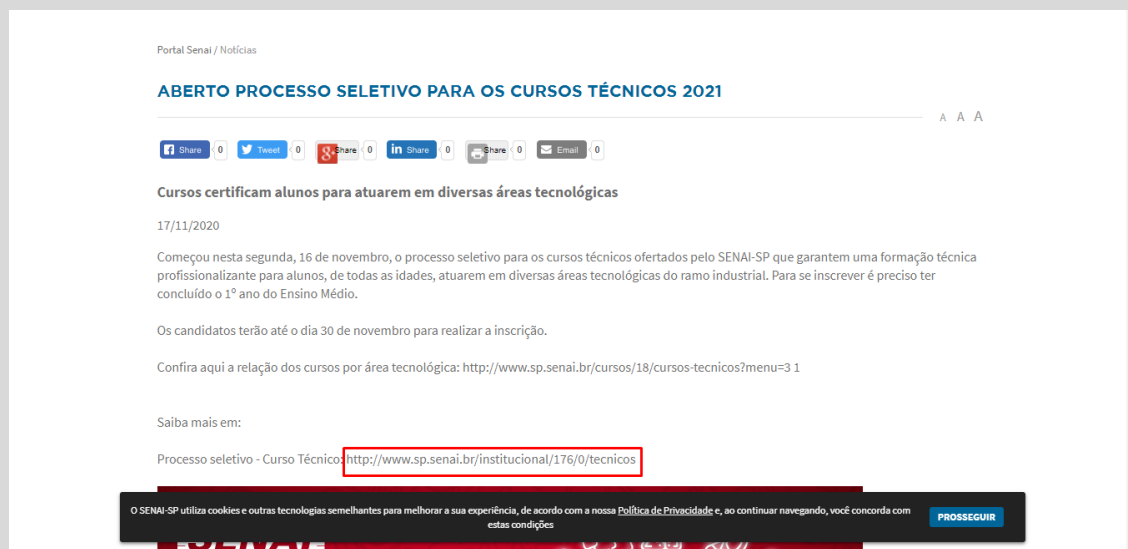 Portal Senai / Notícias
ABERTO PROCESSO SELETIVO PARA OS CURSOS TÉCNICOS 2021
A A A
Share 0 Tweet 0 Share 0 Share 0 Share 0 Email 0
Cursos certificam alunos para atuarem em diversas áreas tecnológicas
17/11/2020
Começou nesta segunda, 16 de novembro, o processo seletivo para os cursos técnicos ofertados pelo SENAI-SP que garantem uma formação técnica
profissionalizante para alunos, de todas as idades, atuarem em diversas áreas tecnológicas do ramo industrial. Para se inscrever é preciso ter
concluído o 1º ano do Ensino Médio.
Os candidatos terão até o dia 30 de novembro para realizar a inscrição.
Confira aqui a relação dos cursos por área tecnológica: http://www.sp.senai.br/cursos/18/cursos-tecnicos?menu=3 1
Saiba mais em:
Processo seletivo - Curso Técnico: http://www.sp.senai.br/institucional/176/0/tecnicos
O SENAI-SP utiliza cookies e outras tecnologias semelhantes para melhorar a sua experiência, de acordo com a nossa Política de Privacidade e, ao continuar navegando, você concorda com
estas condições
PROSSEGUIR
SENAI